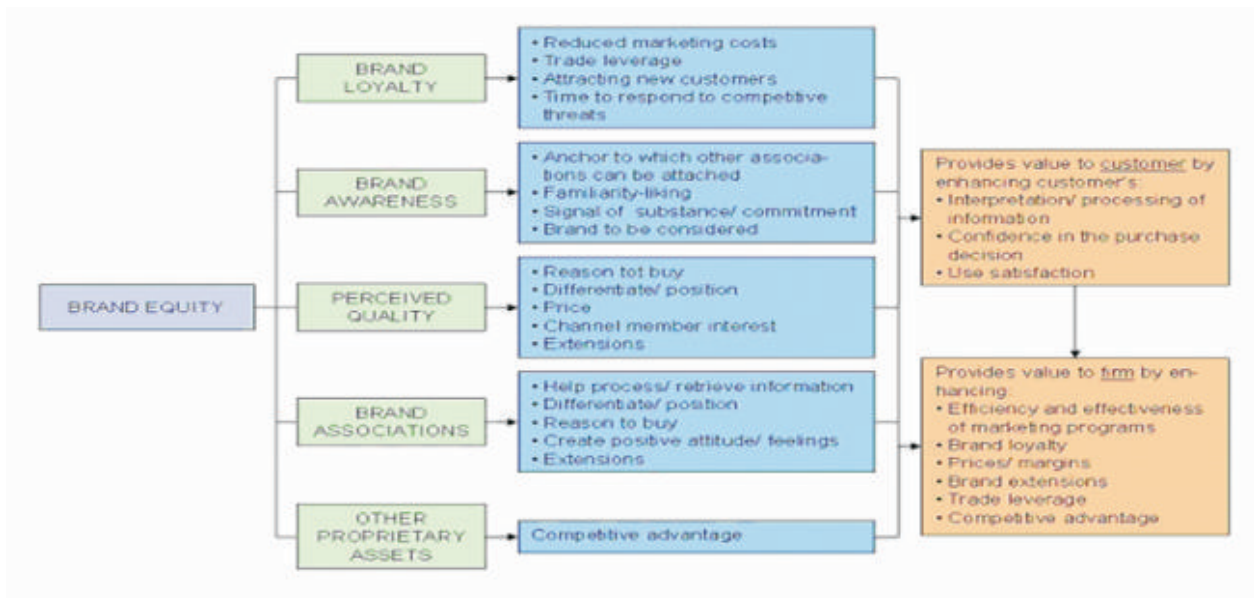 BRAND EQUITY
BRAND
LOYALTY
• Reduced marketing costs
• Trade leverage
• Attracting new customers
• Time to respond to competitive
threats
BRAND
AWARENESS
• Anchor to which other associa-
tions can be attached
• Familiarity-liking
• Signal of substance/ commitment
• Brand to be considered
PERCEIVED
QUALITY
• Reason tot buy
• Differentiate/ position
• Price
• Channel member interest
• Extensions
BRAND
ASSOCIATIONS
• Help process/ retrieve information
• Differentiate/ position
• Reason to buy
• Create positive attitude/ feelings
• Extensions
OTHER
PROPRIETARY
ASSETS
Competitive advantage
Provides value to customer by
enhancing customer's:
• Interpretation/ processing of
information
• Confidence in the purchase
decision
• Use satisfaction
Provides value to firm by en-
hancing:
• Efficiency and effectiveness
of marketing programs
• Brand loyalty
• Prices/ margins
• Brand extensions
• Trade leverage
• Competitive advantage